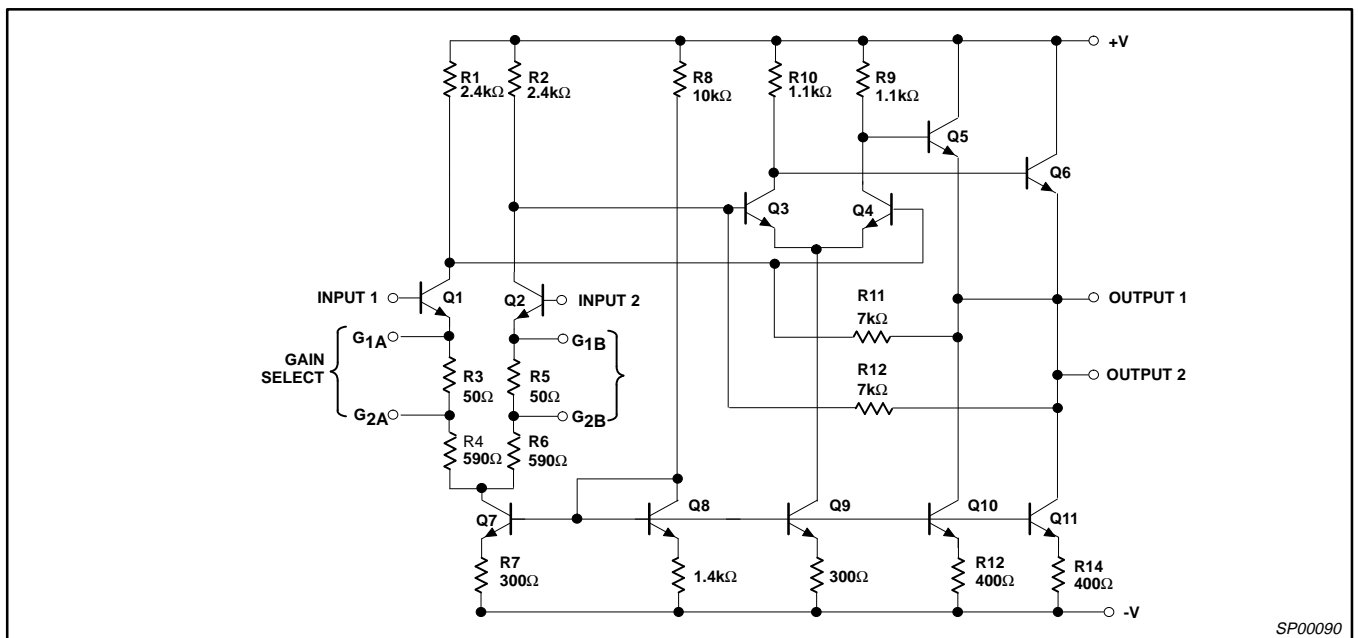 +V
R1
2.4kΩ
R2
2.4kΩ
R8
10kΩ
R10
1.1kΩ
R9
1.1kΩ
Q5
Q6
Q3
Q4
INPUT 1
Q1
Q2
INPUT 2
R11
7kΩ
OUTPUT 1
G1A
G1B
GAIN
SELECT
R3
50Ω
R5
50Ω
R12
7kΩ
OUTPUT 2
G2A
G2B
R4
590Ω
R6
590Ω
Q7
Q8
Q9
Q10
Q11
R7
300Ω
1.4kΩ
300Ω
R12
400Ω
R14
400Ω
-V
SP00090